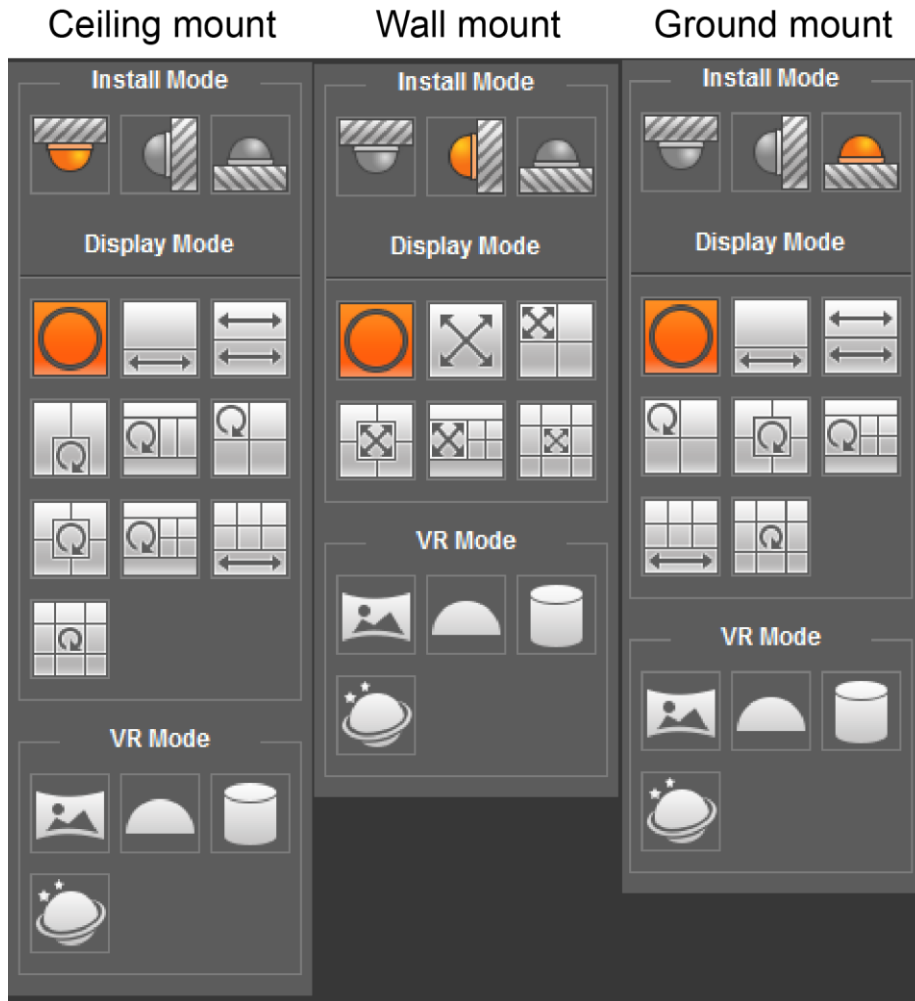 Ceiling mount
Wall mount
Ground mount
Install Mode
Install Mode
Install Mode
Display Mode
Display Mode
Display Mode
VR Mode
VR Mode
VR Mode